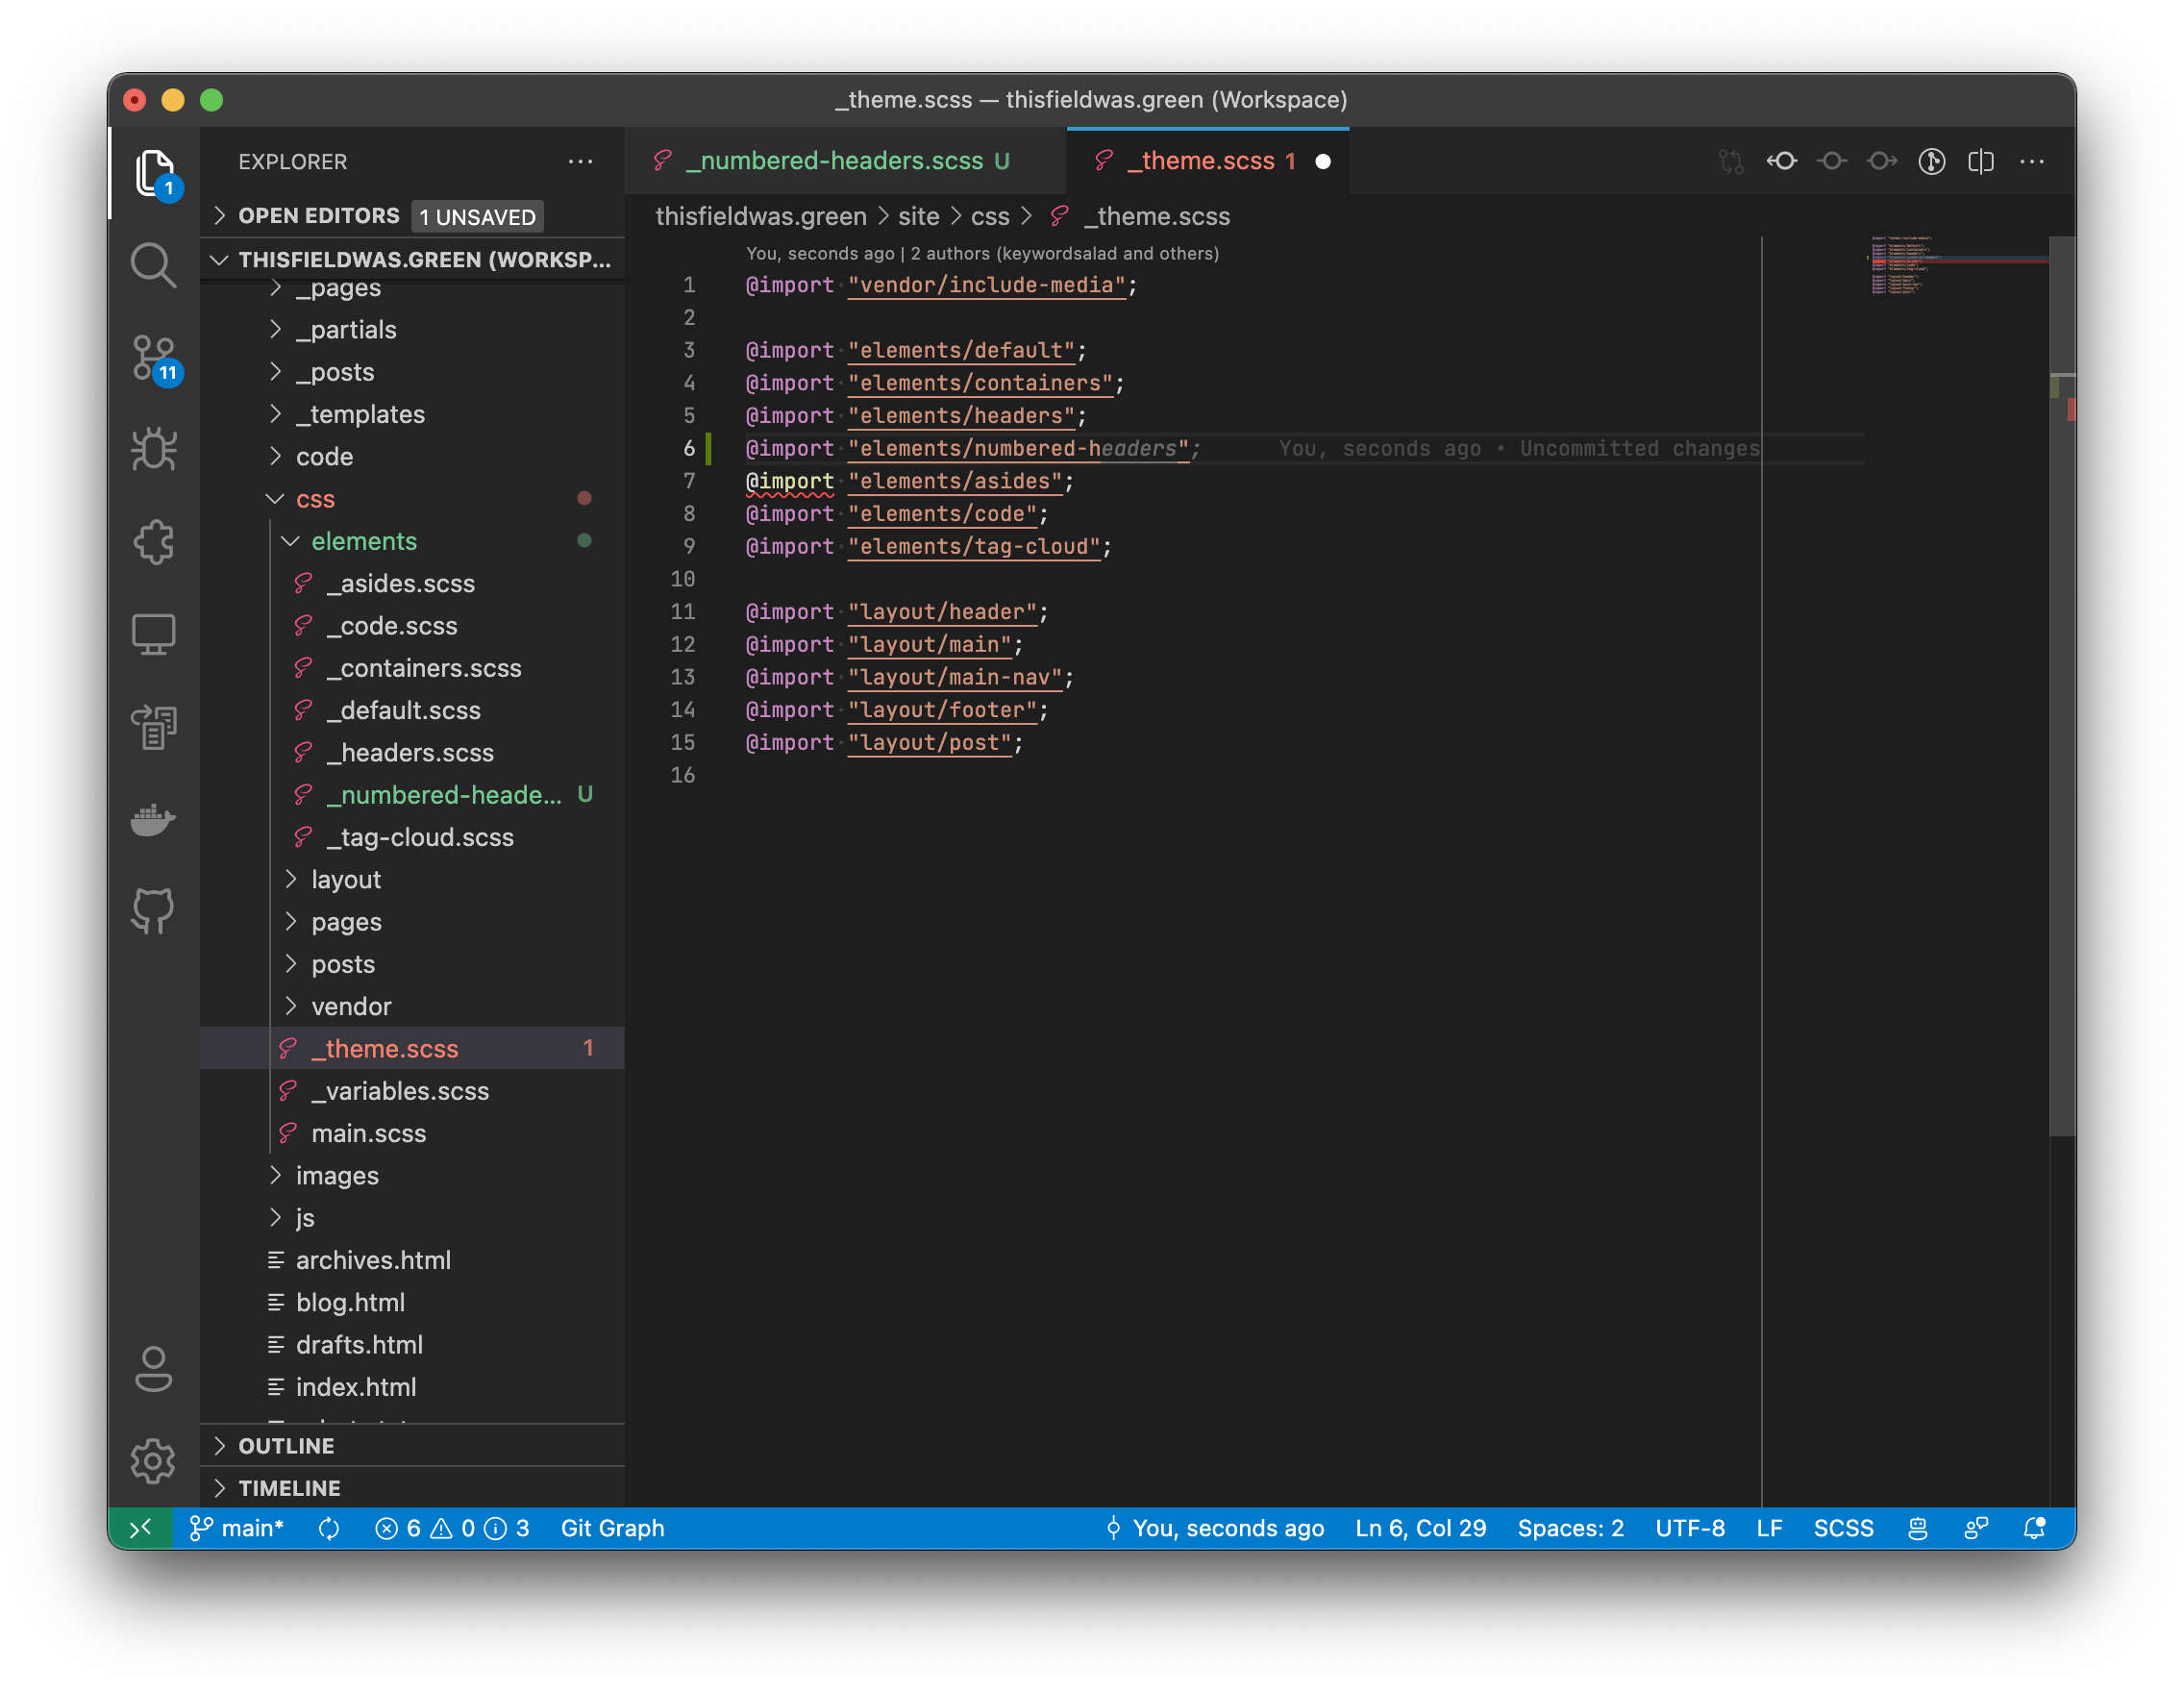 _theme.scss — thisfieldwas.green (Workspace)
EXPLORER
_numbered-headers.scss U
_theme.scss 1
OPEN EDITORS 1 UNSAVED
THISFIELDWAS.GREEN (WORKSP...
_pages
_partials
_posts
_templates
code
css
elements
_asides.scss
_code.scss
_containers.scss
_default.scss
_headers.scss
_numbered-heade... U
_tag-cloud.scss
layout
pages
posts
vendor
_theme.scss 1
_variables.scss
main.scss
images
js
archives.html
blog.html
drafts.html
index.html
OUTLINE
TIMELINE
1
11
thisfieldwas.green > site > css > _theme.scss
You, seconds ago | 2 authors (keywordsalad and others)
1 @import "vendor/include-media";
2
3 @import "elements/default";
4 @import "elements/containers";
5 @import "elements/headers";
6 @import "elements/numbered-headers"; You, seconds ago • Uncommitted changes
7 @import "elements/asides";
8 @import "elements/code";
9 @import "elements/tag-cloud";
10
11 @import "layout/header";
12 @import "layout/main";
13 @import "layout/main-nav";
14 @import "layout/footer";
15 @import "layout/post";
16
main* 6 0 3 Git Graph You, seconds ago Ln 6, Col 29 Spaces: 2 UTF-8 LF SCSS